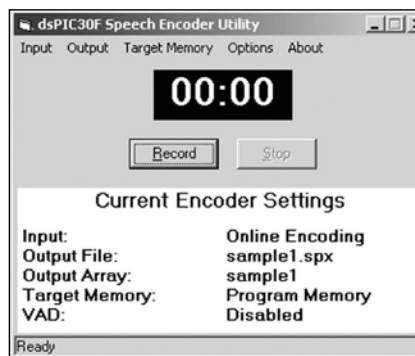 dsPIC30F Speech Encoder Utility
Input Output Target Memory Options About
00:00
Record Stop
Current Encoder Settings
Input: Online Encoding
Output File: sample1.spx
Output Array: sample1
Target Memory: Program Memory
VAD: Disabled
Ready